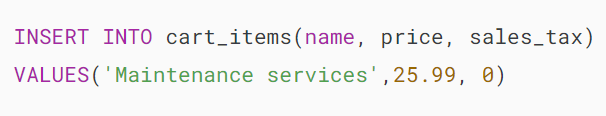 INSERT INTO cart_items(name, price, sales_tax)
VALUES('Maintenance services',25.99, 0)